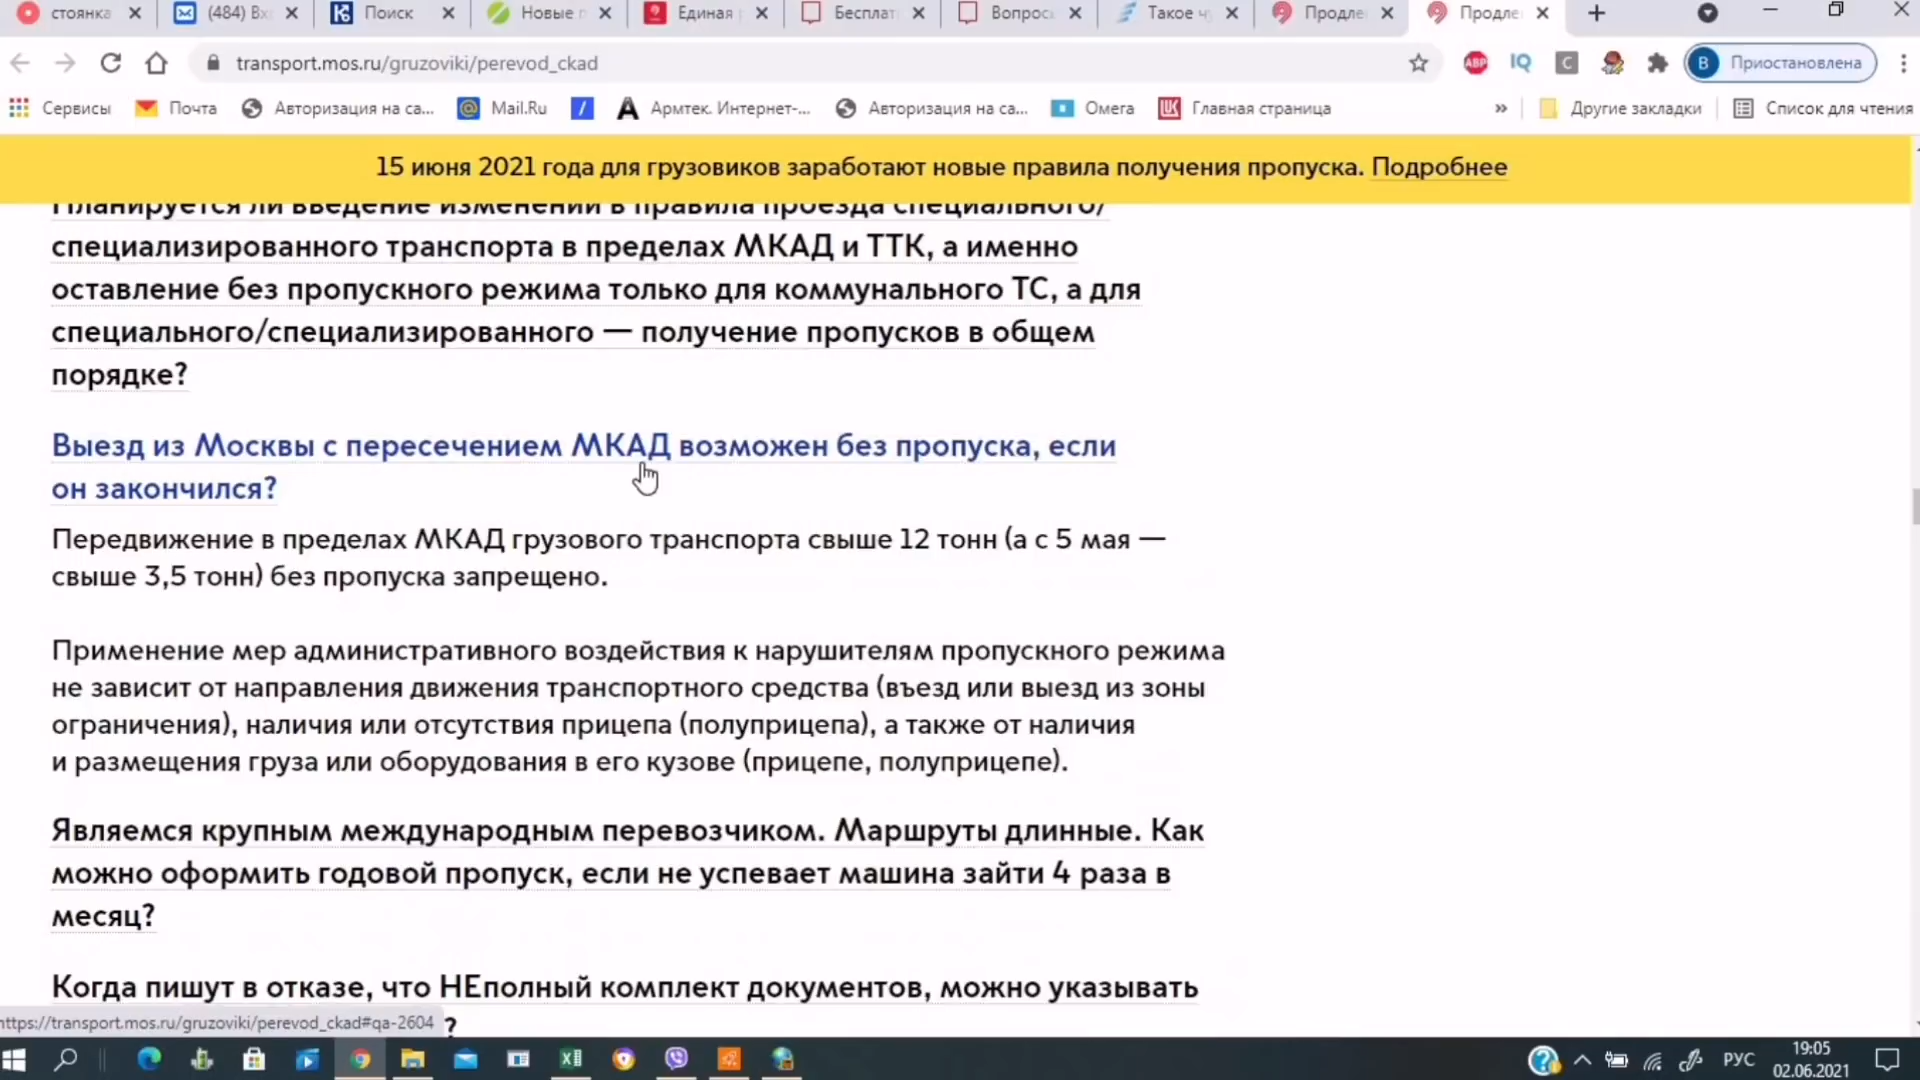 стоянка
(484) Вх
Поиск
Новые п
Единая
Бесплат
Вопрос
Такое ч
Продле
Продле
transport.mos.ru/gruzoviki/perevod_ckad
ABP
IQ
C
В
Приостановлена
Сервисы
Почта
Авторизация на са...
Mail.Ru
Армтек. Интернет-...
Авторизация на са...
Омега
Главная страница
»
Другие закладки
Список для чтения
15 июня 2021 года для грузовиков заработают новые правила получения пропуска. Подробнее
Планируется ли введение изменений в правила проезда специального/
специализированного транспорта в пределах МКАД и ТТК, а именно
оставление без пропускного режима только для коммунального ТС, а для
специального/специализированного — получение пропусков в общем
порядке?
Выезд из Москвы с пересечением МКАД возможен без пропуска, если
он закончился?
Передвижение в пределах МКАД грузового транспорта свыше 12 тонн (а с 5 мая —
свыше 3,5 тонн) без пропуска запрещено.
Применение мер административного воздействия к нарушителям пропускного режима
не зависит от направления движения транспортного средства (въезд или выезд из зоны
ограничения), наличия или отсутствия прицепа (полуприцепа), а также от наличия
и размещения груза или оборудования в его кузове (прицепе, полуприцепе).
Являемся крупным международным перевозчиком. Маршруты длинные. Как
можно оформить годовой пропуск, если не успевает машина зайти 4 раза в
месяц?
Когда пишут в отказе, что НЕполный комплект документов, можно указывать
?
https://transport.mos.ru/gruzoviki/perevod_ckad#qa-2604
РУС
19:05
02.06.2021